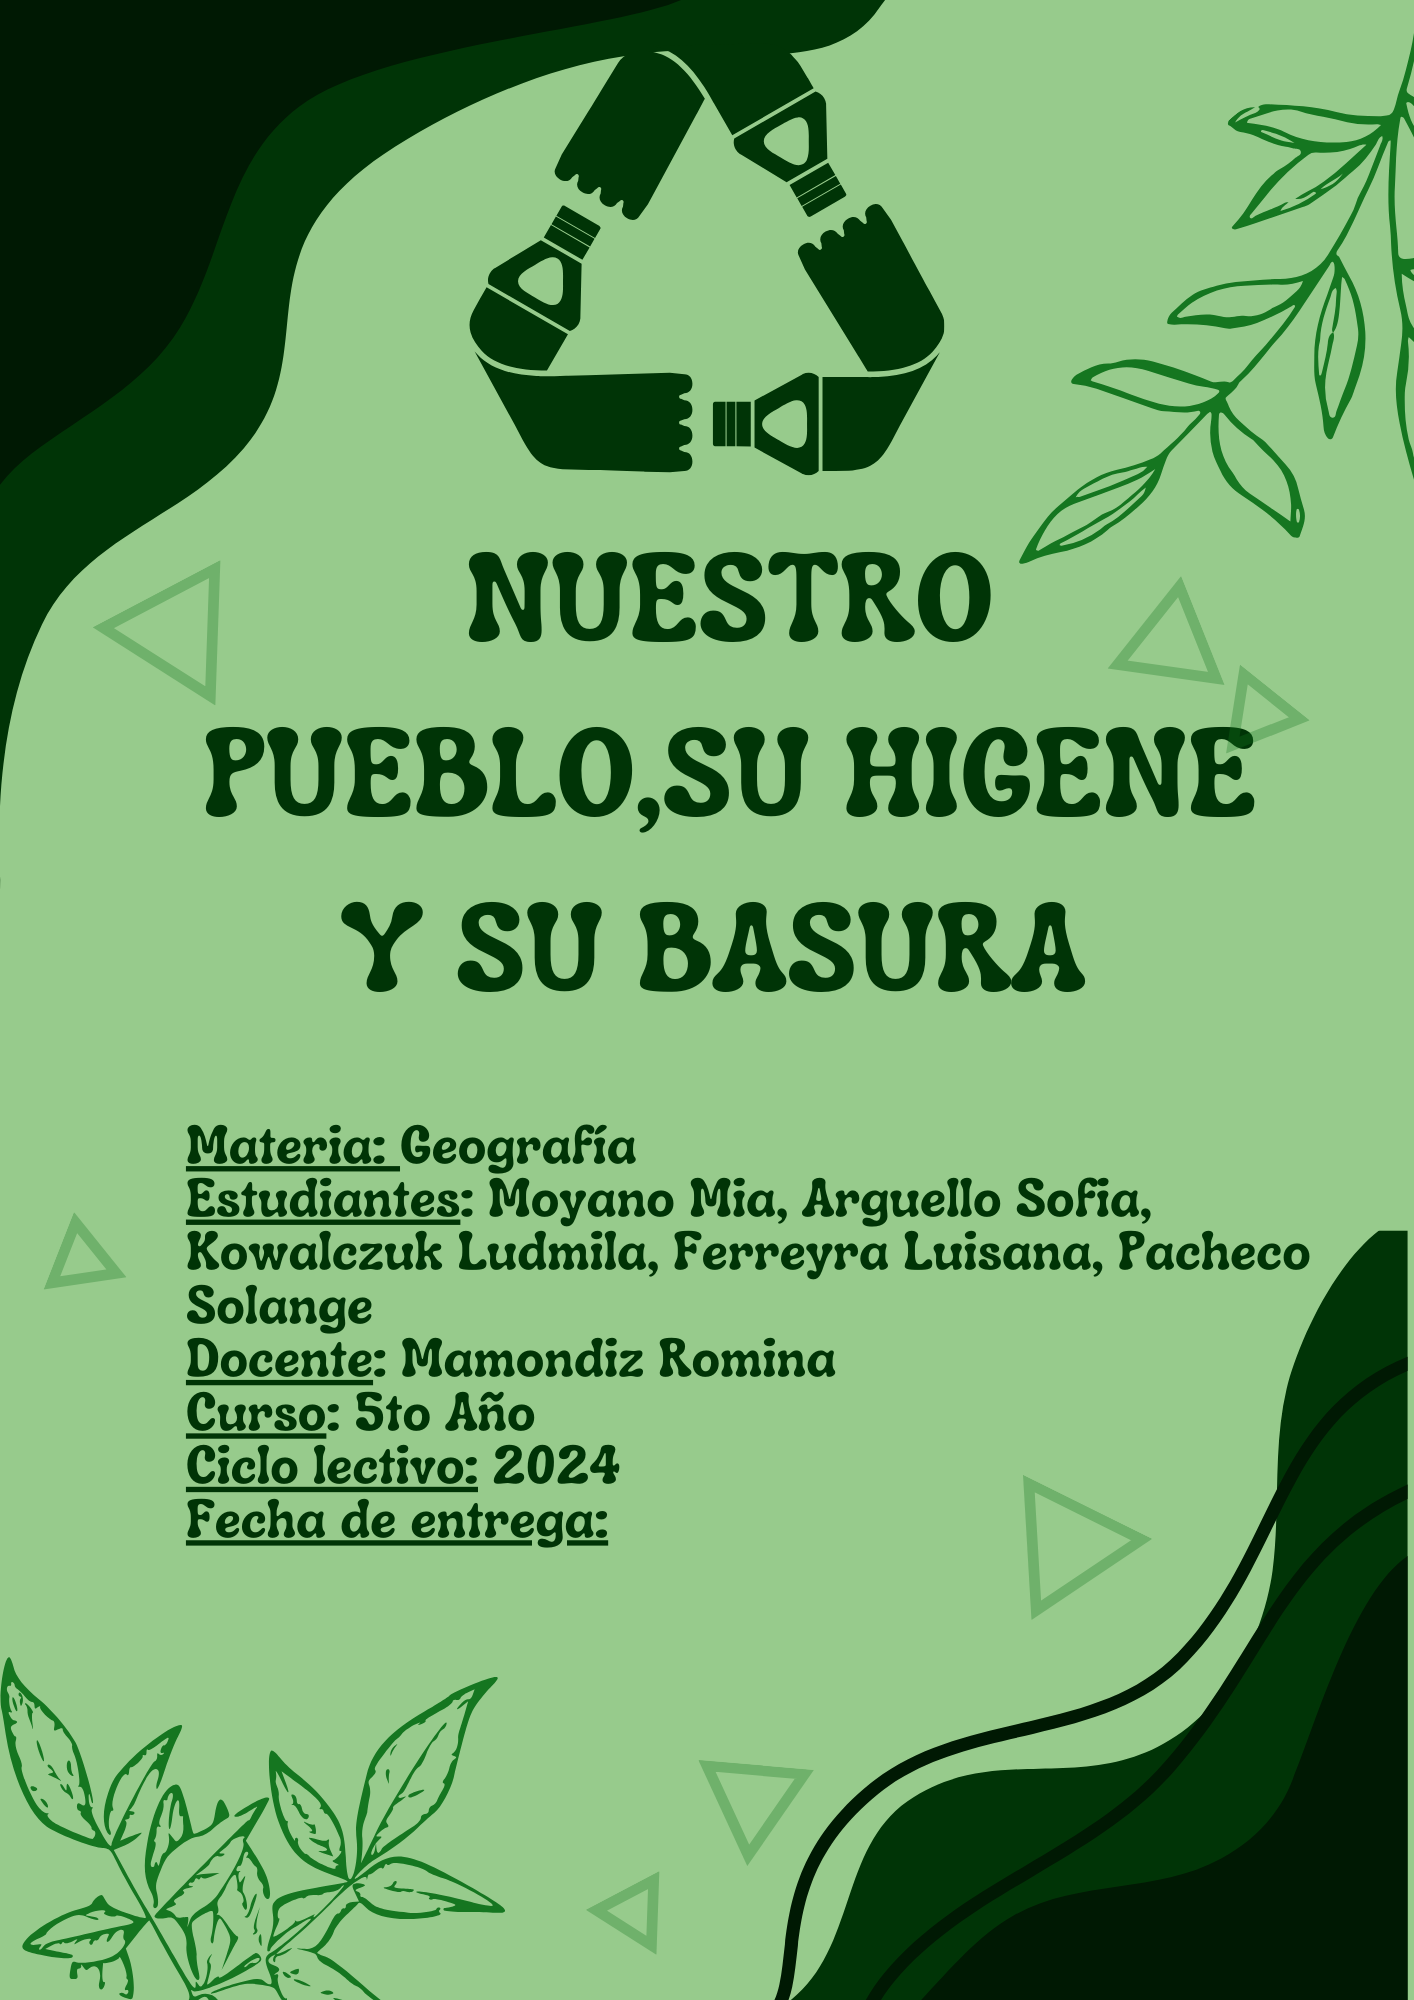 NUESTRO
PUEBLO,SU HIGENE
Y SU BASURA
Materia: Geografía
Estudiantes: Moyano Mia, Arguello Sofia,
Kowalczuk Ludmila, Ferreyra Luisana, Pacheco
Solange
Docente: Mamondiz Romina
Curso: 5to Año
Ciclo lectivo: 2024
Fecha de entrega: